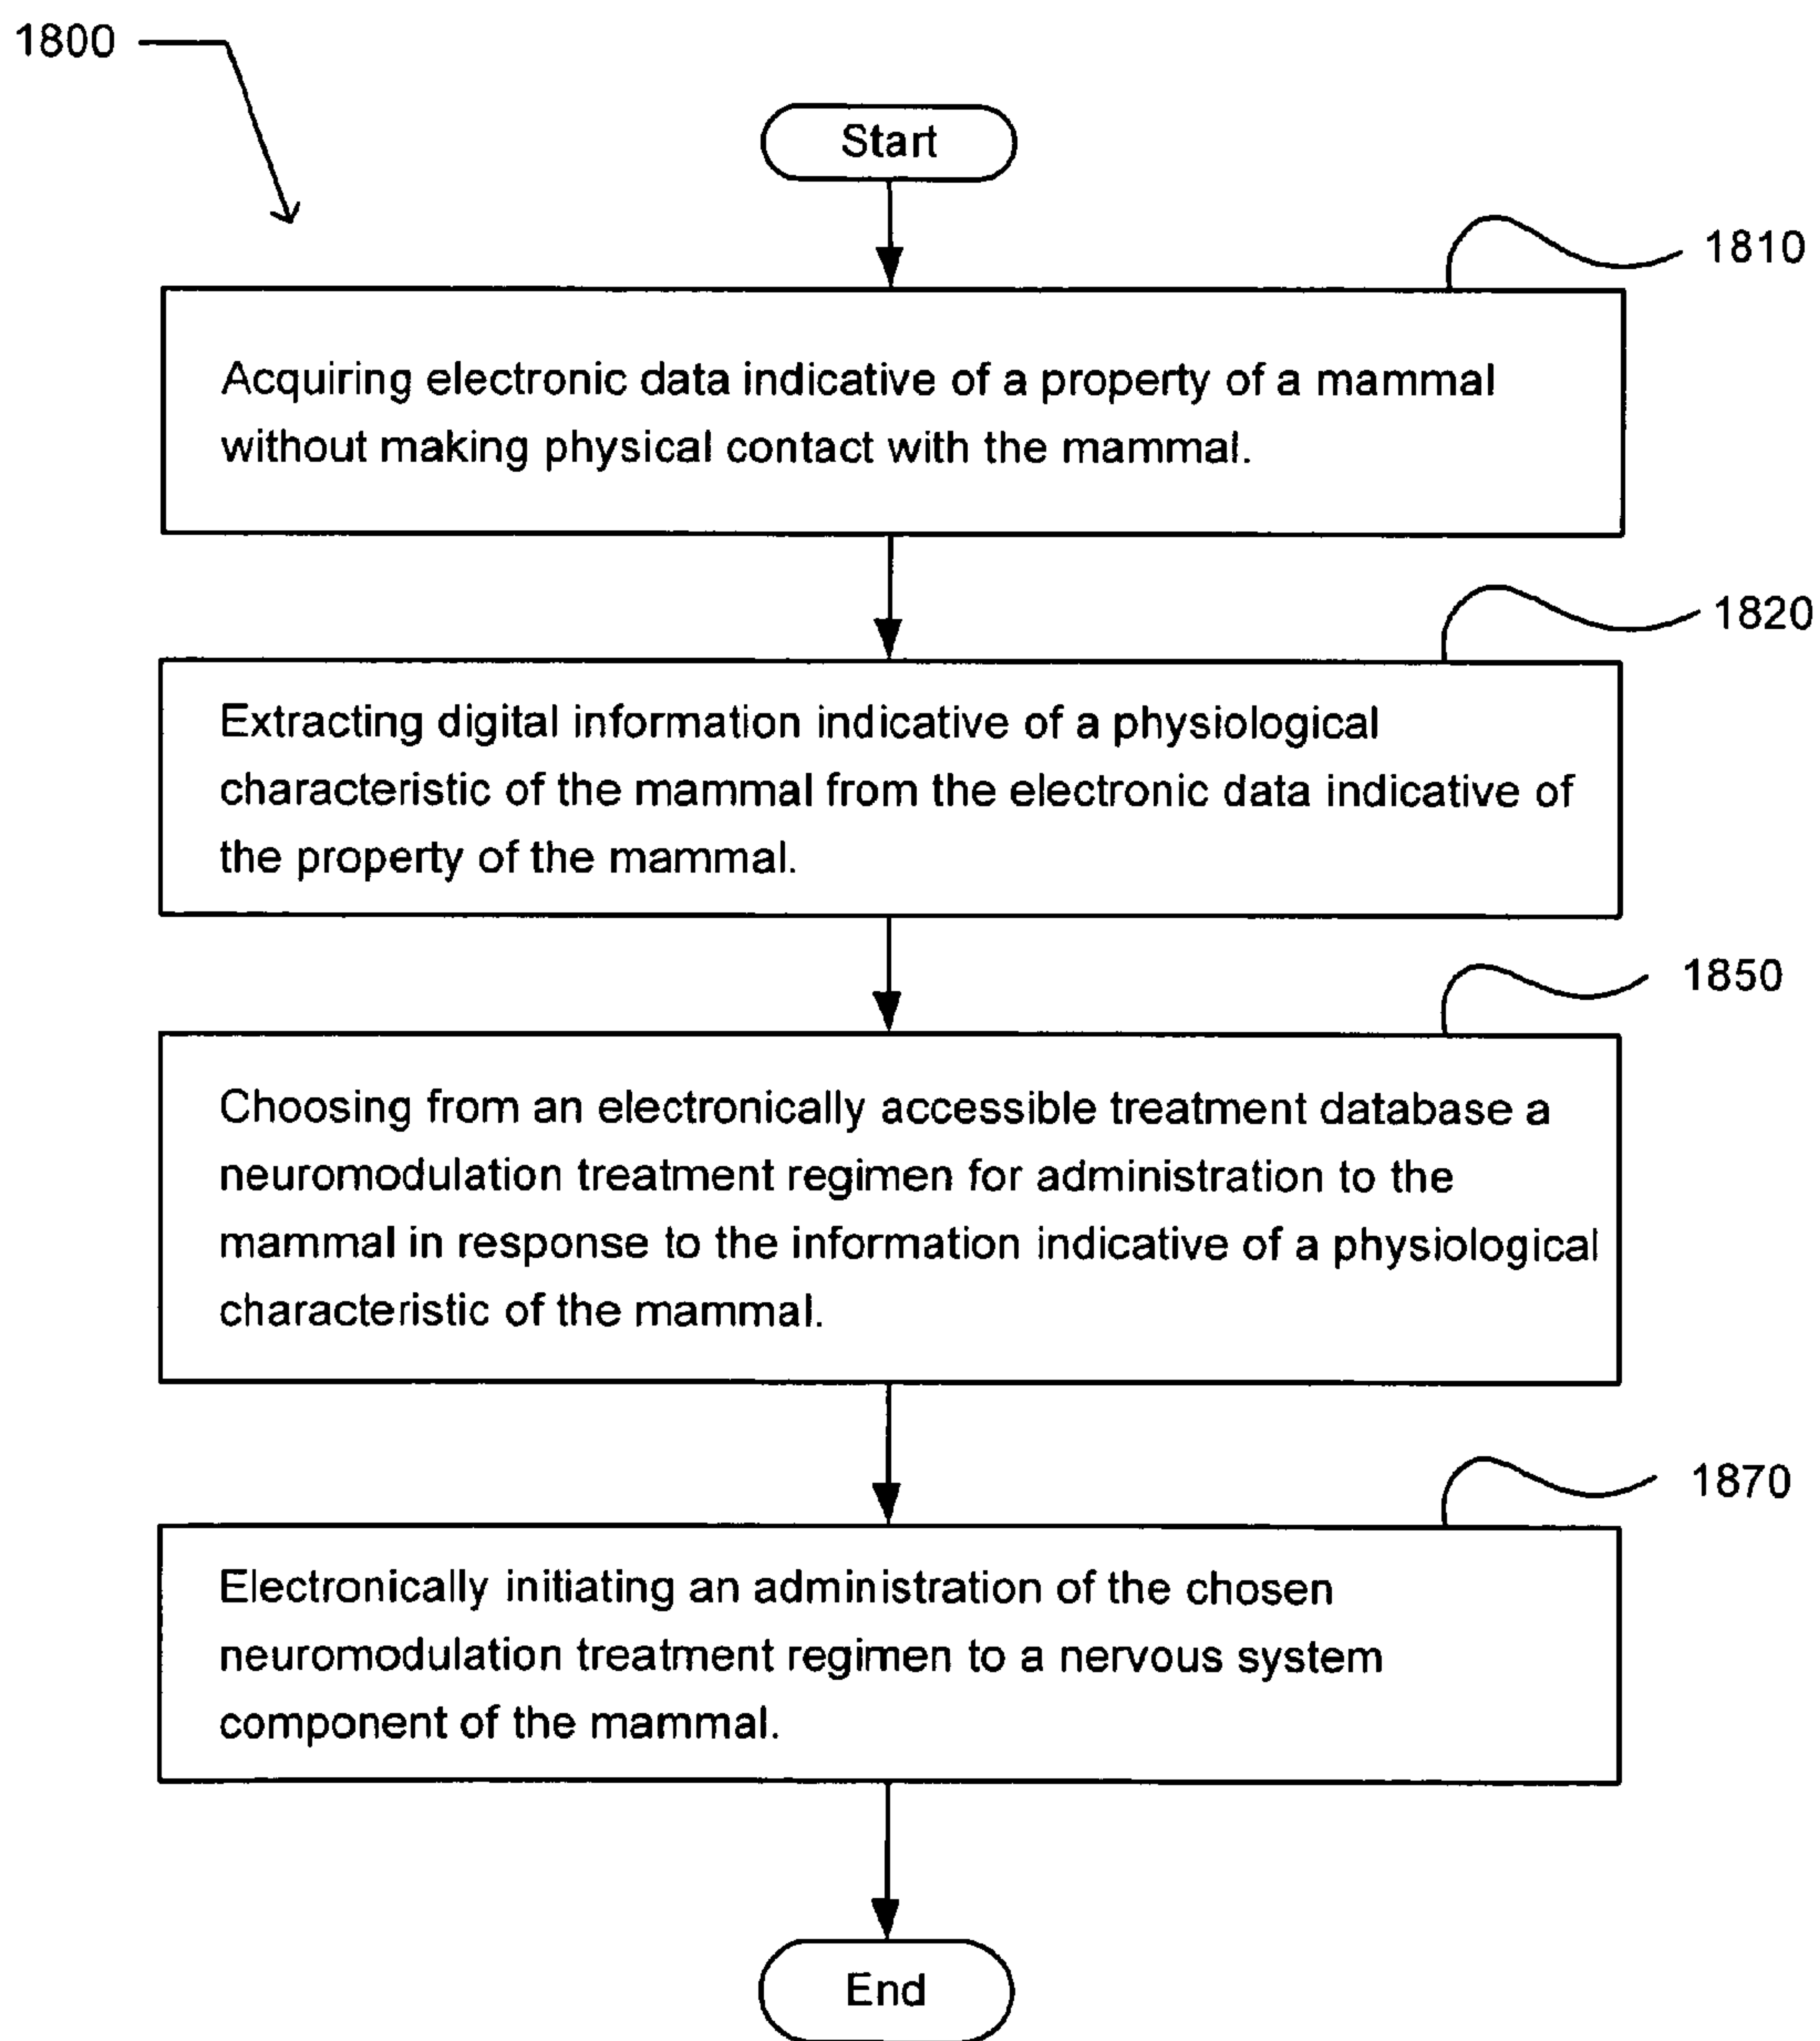 1800
Start
1810
Acquiring electronic data indicative of a property of a mammal
without making physical contact with the mammal.
1820
Extracting digital information indicative of a physiological
characteristic of the mammal from the electronic data indicative of
the property of the mammal.
1850
Choosing from an electronically accessible treatment database a
neuromodulation treatment regimen for administration to the
mammal in response to the information indicative of a physiological
characteristic of the mammal.
1870
Electronically initiating an administration of the chosen
neuromodulation treatment regimen to a nervous system
component of the mammal.
End